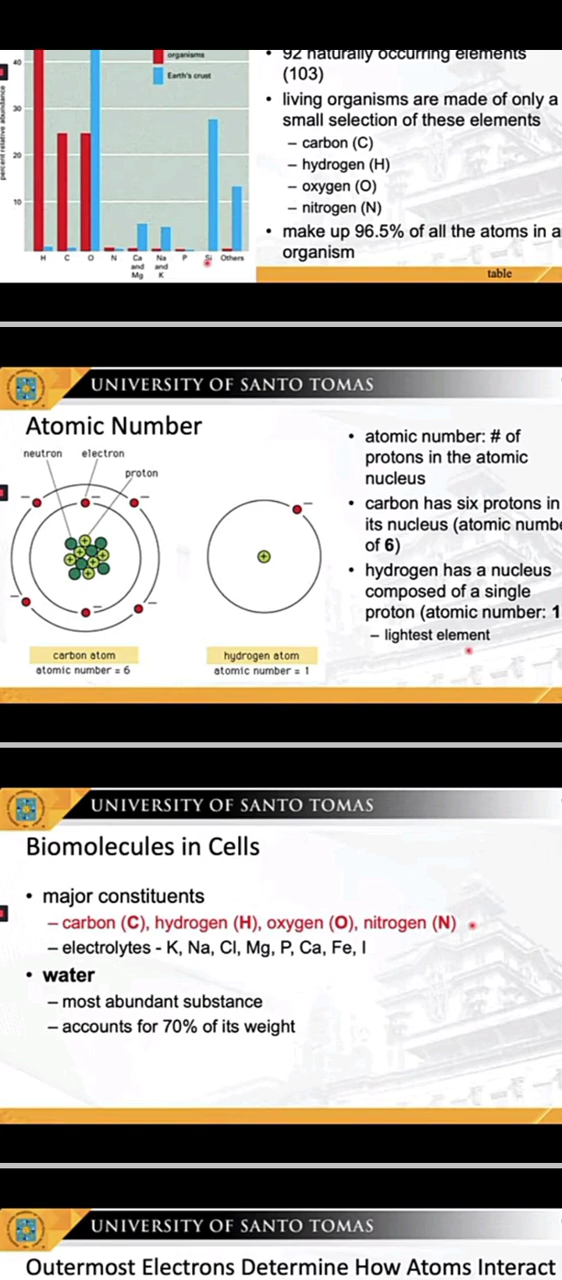 40
30
20
10
percent relative abundance
organisms
Earth's crust
H C O N Ca and Mg Na and K P Si Others
• 92 naturally occurring elements
(103)
• living organisms are made of only a
small selection of these elements
– carbon (C)
– hydrogen (H)
– oxygen (O)
– nitrogen (N)
• make up 96.5% of all the atoms in a
organism
table
UNIVERSITY OF SANTO TOMAS
Atomic Number
neutron electron
proton
carbon atom
atomic number = 6
hydrogen atom
atomic number = 1
• atomic number: # of
protons in the atomic
nucleus
• carbon has six protons in
its nucleus (atomic numbe
of 6)
• hydrogen has a nucleus
composed of a single
proton (atomic number: 1
– lightest element
UNIVERSITY OF SANTO TOMAS
Biomolecules in Cells
• major constituents
– carbon (C), hydrogen (H), oxygen (O), nitrogen (N)
– electrolytes - K, Na, Cl, Mg, P, Ca, Fe, I
• water
– most abundant substance
– accounts for 70% of its weight
UNIVERSITY OF SANTO TOMAS
Outermost Electrons Determine How Atoms Interact